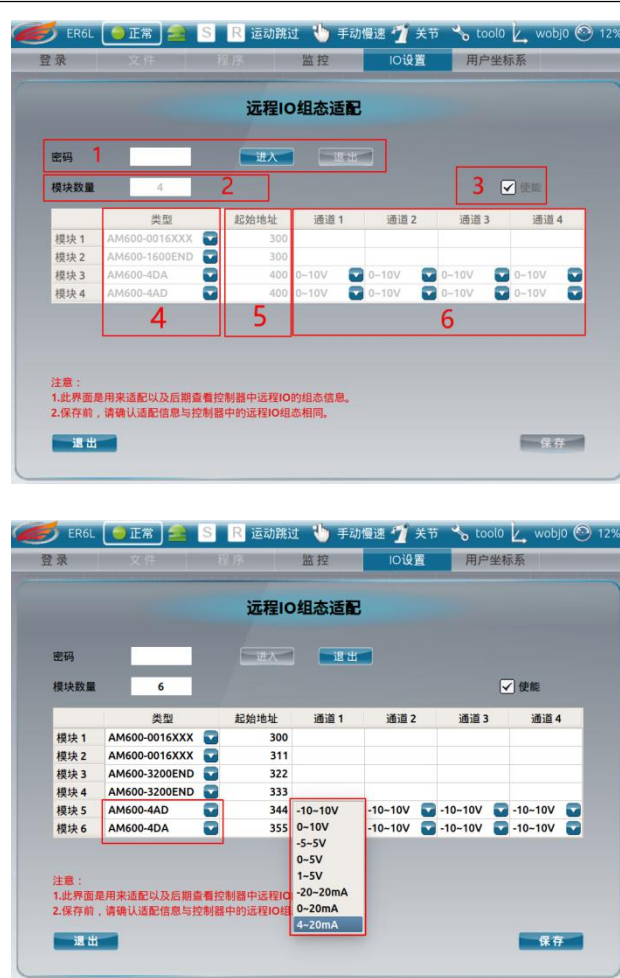 ER6L 正常 S R 运动跳过 手动慢速 关节 tool0 wobj0 12%
登录 文件 程序 监控 IO设置 用户坐标系
远程IO组态适配
密码 1 进入 退出
模块数量 4 2 3 使能
类型 起始地址 通道 1 通道 2 通道 3 通道 4
模块 1 AM600-0016XXX 300
模块 2 AM600-1600END 300
模块 3 AM600-4DA 400 0~10V 0~10V 0~10V 0~10V
模块 4 AM600-4AD 400 0~10V 0~10V 0~10V 0~10V
4 5 6
注意：
1.此界面是用来适配以及后期查看控制器中远程IO的组态信息。
2.保存前，请确认适配信息与控制器中的远程IO组态相同。
退出 保存
ER6L 正常 S R 运动跳过 手动慢速 关节 tool0 wobj0 12%
登录 文件 程序 监控 IO设置 用户坐标系
远程IO组态适配
密码 进入 退出
模块数量 6 使能
类型 起始地址 通道 1 通道 2 通道 3 通道 4
模块 1 AM600-0016XXX 300
模块 2 AM600-0016XXX 311
模块 3 AM600-3200END 322
模块 4 AM600-3200END 333
模块 5 AM600-4AD 344 -10~10V -10~10V -10~10V -10~10V
模块 6 AM600-4DA 355 0~10V -10~10V -10~10V -10~10V
-5~5V
0~5V
1~5V
注意：
1.此界面是用来适配以及后期查看控制器中远程IO -20~20mA
2.保存前，请确认适配信息与控制器中的远程IO组 0~20mA
4~20mA
退出 保存